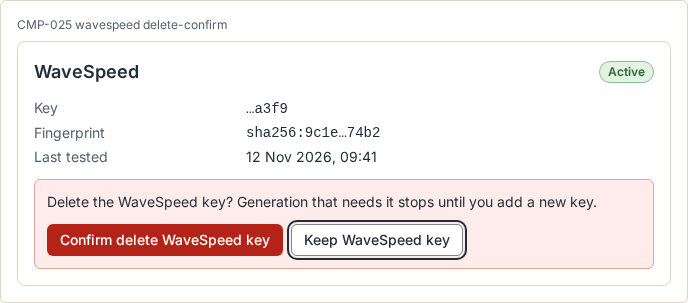 CMP-025 wavespeed delete-confirm
WaveSpeed
Active
Key …a3f9
Fingerprint sha256:9c1e…74b2
Last tested 12 Nov 2026, 09:41
Delete the WaveSpeed key? Generation that needs it stops until you add a new key.
Confirm delete WaveSpeed key
Keep WaveSpeed key